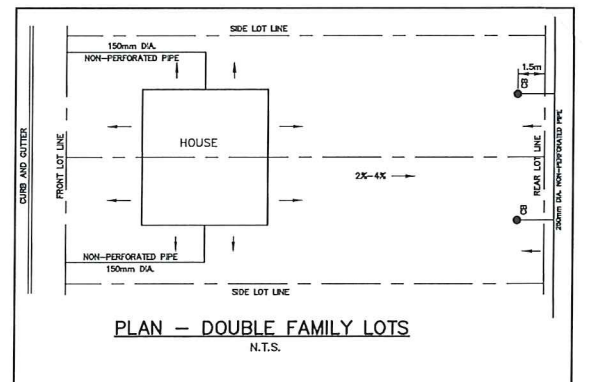 SIDE LOT LINE
150mm DIA.
NON-PERFORATED PIPE
1.5m
CB
HOUSE
CURB AND GUTTER
FRONT LOT LINE
2%-4%
REAR LOT LINE
250mm DIA. NON-PERFORATED PIPE
CB
NON-PERFORATED PIPE
150mm DIA.
SIDE LOT LINE
PLAN - DOUBLE FAMILY LOTS
N.T.S.